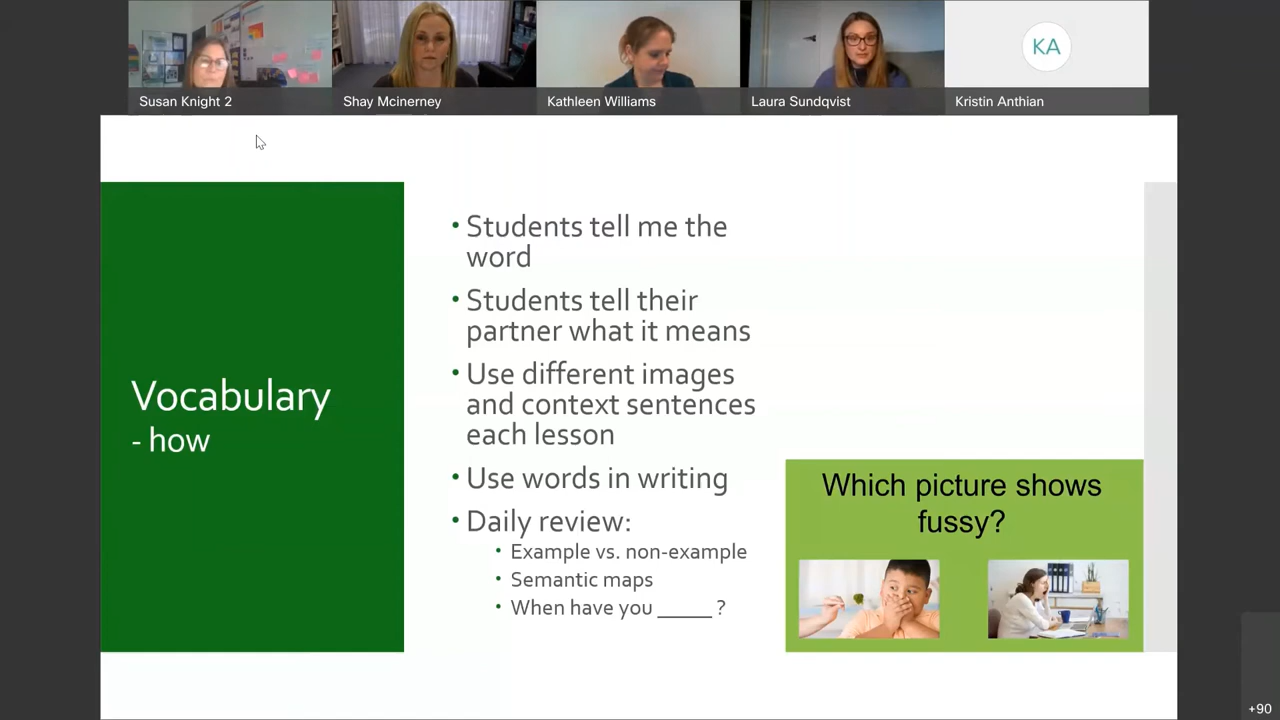 Susan Knight 2
Shay Mcinerney
Kathleen Williams
Laura Sundqvist
KA
Kristin Anthian
Vocabulary
- how
• Students tell me the
word
• Students tell their
partner what it means
• Use different images
and context sentences
each lesson
• Use words in writing
• Daily review:
• Example vs. non-example
• Semantic maps
• When have you _____ ?
Which picture shows
fussy?
+90